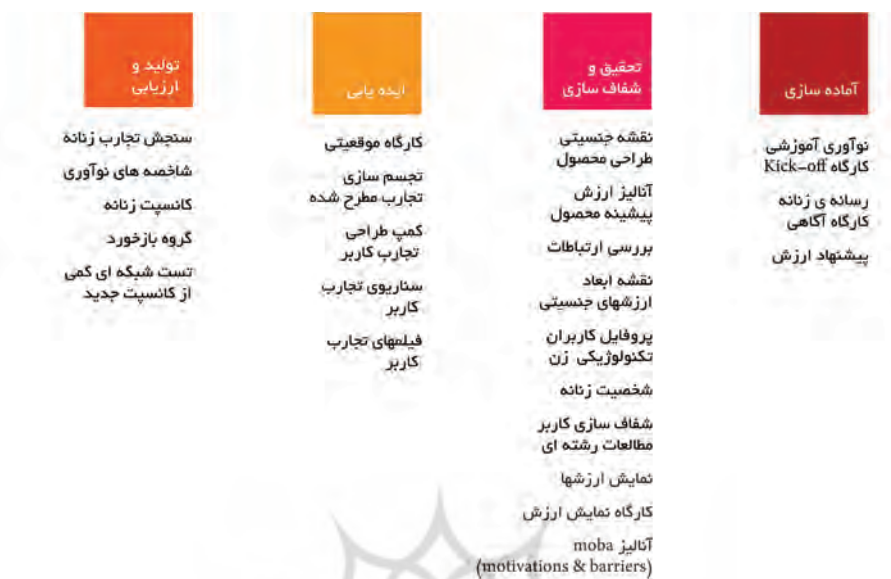 آماده سازی
نوآوری آموزشی
کارگاه Kick-off
رسانه ی زنانه
کارگاه آگاهی
پیشنهاد ارزش
تحقیق و
شفاف سازی
نقشه جنسیتی
طراحی محصول
آنالیز ارزش
پیشینه محصول
بررسی ارتباطات
نقشه ابعاد
ارزشهای جنسیتی
پروفایل کاربران
تکنولوژیکی زن
شخصیت زنانه
شفاف سازی کاربر
مطالعات رشته ای
نمایش ارزشها
کارگاه نمایش ارزش
آنالیز moba
(motivations & barriers)
ایده یابی
کارگاه موقعیتی
تجسم سازی
تجارب مطرح شده
کمپ طراحی
تجارب کاربر
سناریوی تجارب
کاربر
فیلمهای تجارب
کاربر
تولید و
ارزیابی
سنجش تجارب زنانه
شاخصه های نوآوری
کانسپت زنانه
گروه بازخورد
تست شبکه ای کمی
از کانسپت جدید